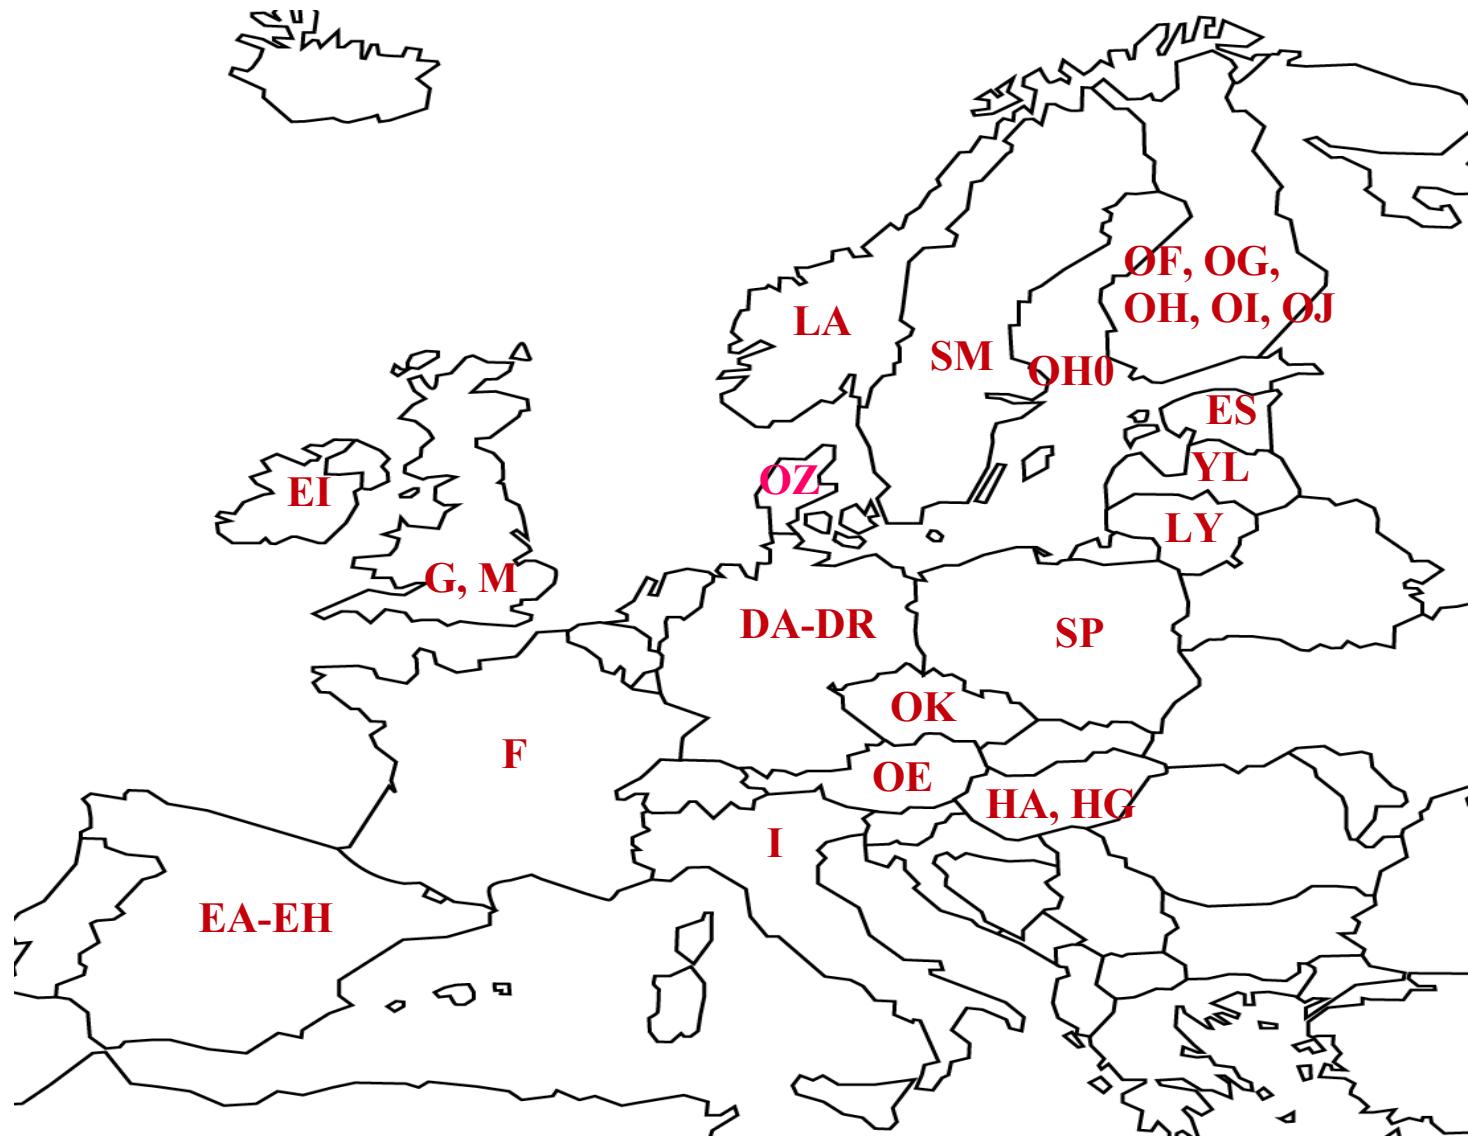 OF, OG,
OH, OI, OJ
LA
SM
OH0
ES
YL
OZ
EI
LY
G, M
DA-DR
SP
OK
F
OE
HA, HG
I
EA-EH